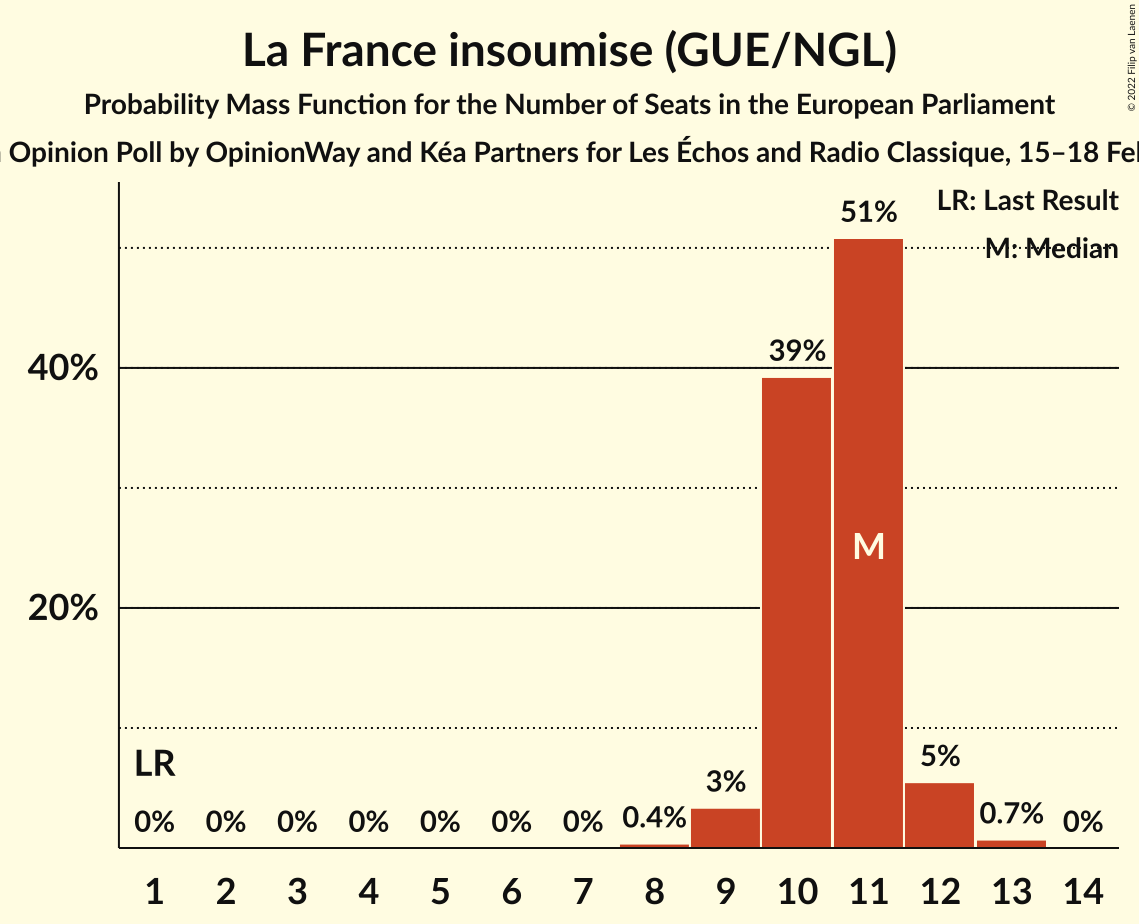 La France insoumise (GUE/NGL)
Probability Mass Function for the Number of Seats in the European Parliament
Opinion Poll by OpinionWay and Kéa Partners for Les Échos and Radio Classique, 15–18
© 2022 Filip van Laenen
LR: Last Result
M: Median
51%
39%
40%
M
20%
LR
5%
3%
0% 0% 0% 0% 0% 0% 0% 0.4% 0.7% 0%
1 2 3 4 5 6 7 8 9 10 11 12 13 14